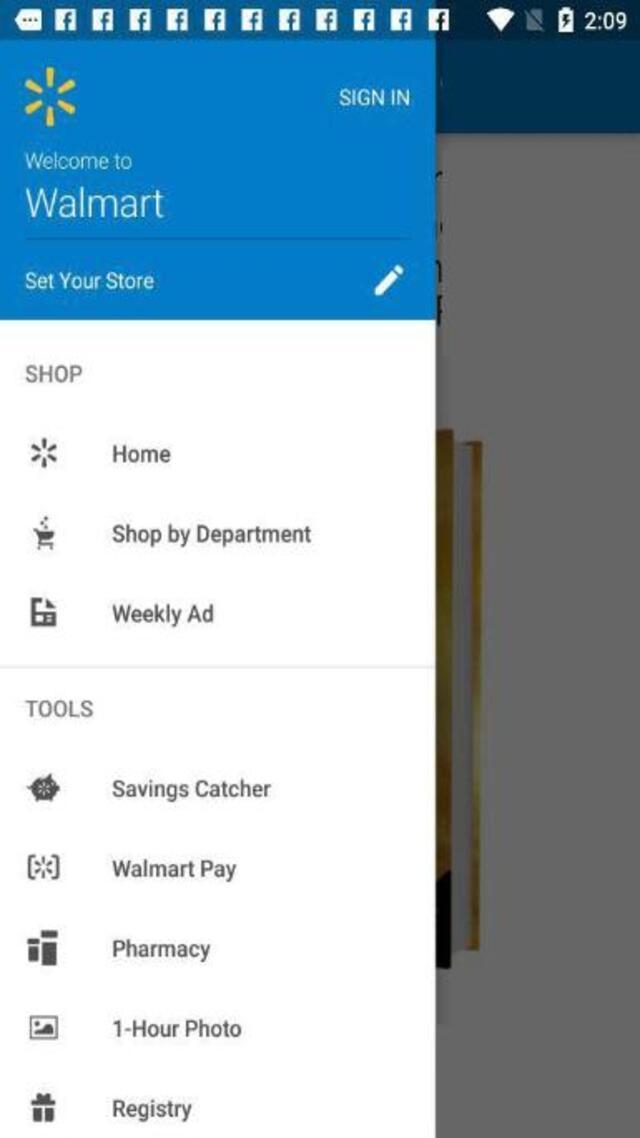 2:09
SIGN IN
Welcome to
Walmart
Set Your Store
SHOP
Home
Shop by Department
Weekly Ad
TOOLS
Savings Catcher
Walmart Pay
Pharmacy
1-Hour Photo
Registry